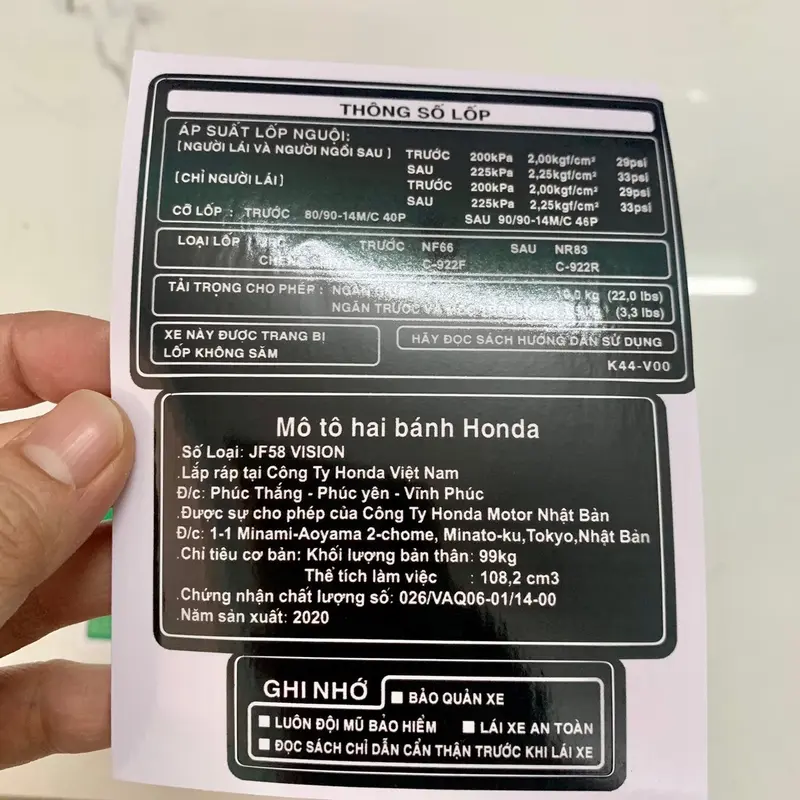 THÔNG SỐ LỐP
ÁP SUẤT LỐP NGUỘI:
[NGƯỜI LÁI VÀ NGƯỜI NGỒI SAU] TRƯỚC 200kPa 2,00kgf/cm² 29psi
SAU 225kPa 2,25kgf/cm² 33psi
[CHỈ NGƯỜI LÁI] TRƯỚC 200kPa 2,00kgf/cm² 29psi
SAU 225kPa 2,25kgf/cm² 33psi
CỠ LỐP : TRƯỚC 80/90-14M/C 40P SAU 90/90-14M/C 46P
LOẠI LỐP TRƯỚC NF66 SAU NR83
C-922F C-922R
TẢI TRỌNG CHO PHÉP : NGĂN 10,0 kg (22,0 lbs)
NGĂN TRƯỚC VÀ (3,3 lbs)
XE NÀY ĐƯỢC TRANG BỊ
LỐP KHÔNG SĂM
HÃY ĐỌC SÁCH HƯỚNG DẪN SỬ DỤNG
K44-V00
Mô tô hai bánh Honda
.Số Loại: JF58 VISION
.Lắp ráp tại Công Ty Honda Việt Nam
Đ/c: Phúc Thắng - Phúc yên - Vĩnh Phúc
.Được sự cho phép của Công Ty Honda Motor Nhật Bản
Đ/c: 1-1 Minami-Aoyama 2-chome, Minato-ku,Tokyo,Nhật Bản
.Chỉ tiêu cơ bản: Khối lượng bản thân: 99kg
Thể tích làm việc : 108,2 cm3
.Chứng nhận chất lượng số: 026/VAQ06-01/14-00
.Năm sản xuất: 2020
GHI NHỚ
BẢO QUẢN XE
LUÔN ĐỘI MŨ BẢO HIỂM LÁI XE AN TOÀN
ĐỌC SÁCH CHỈ DẪN CẨN THẬN TRƯỚC KHI LÁI XE